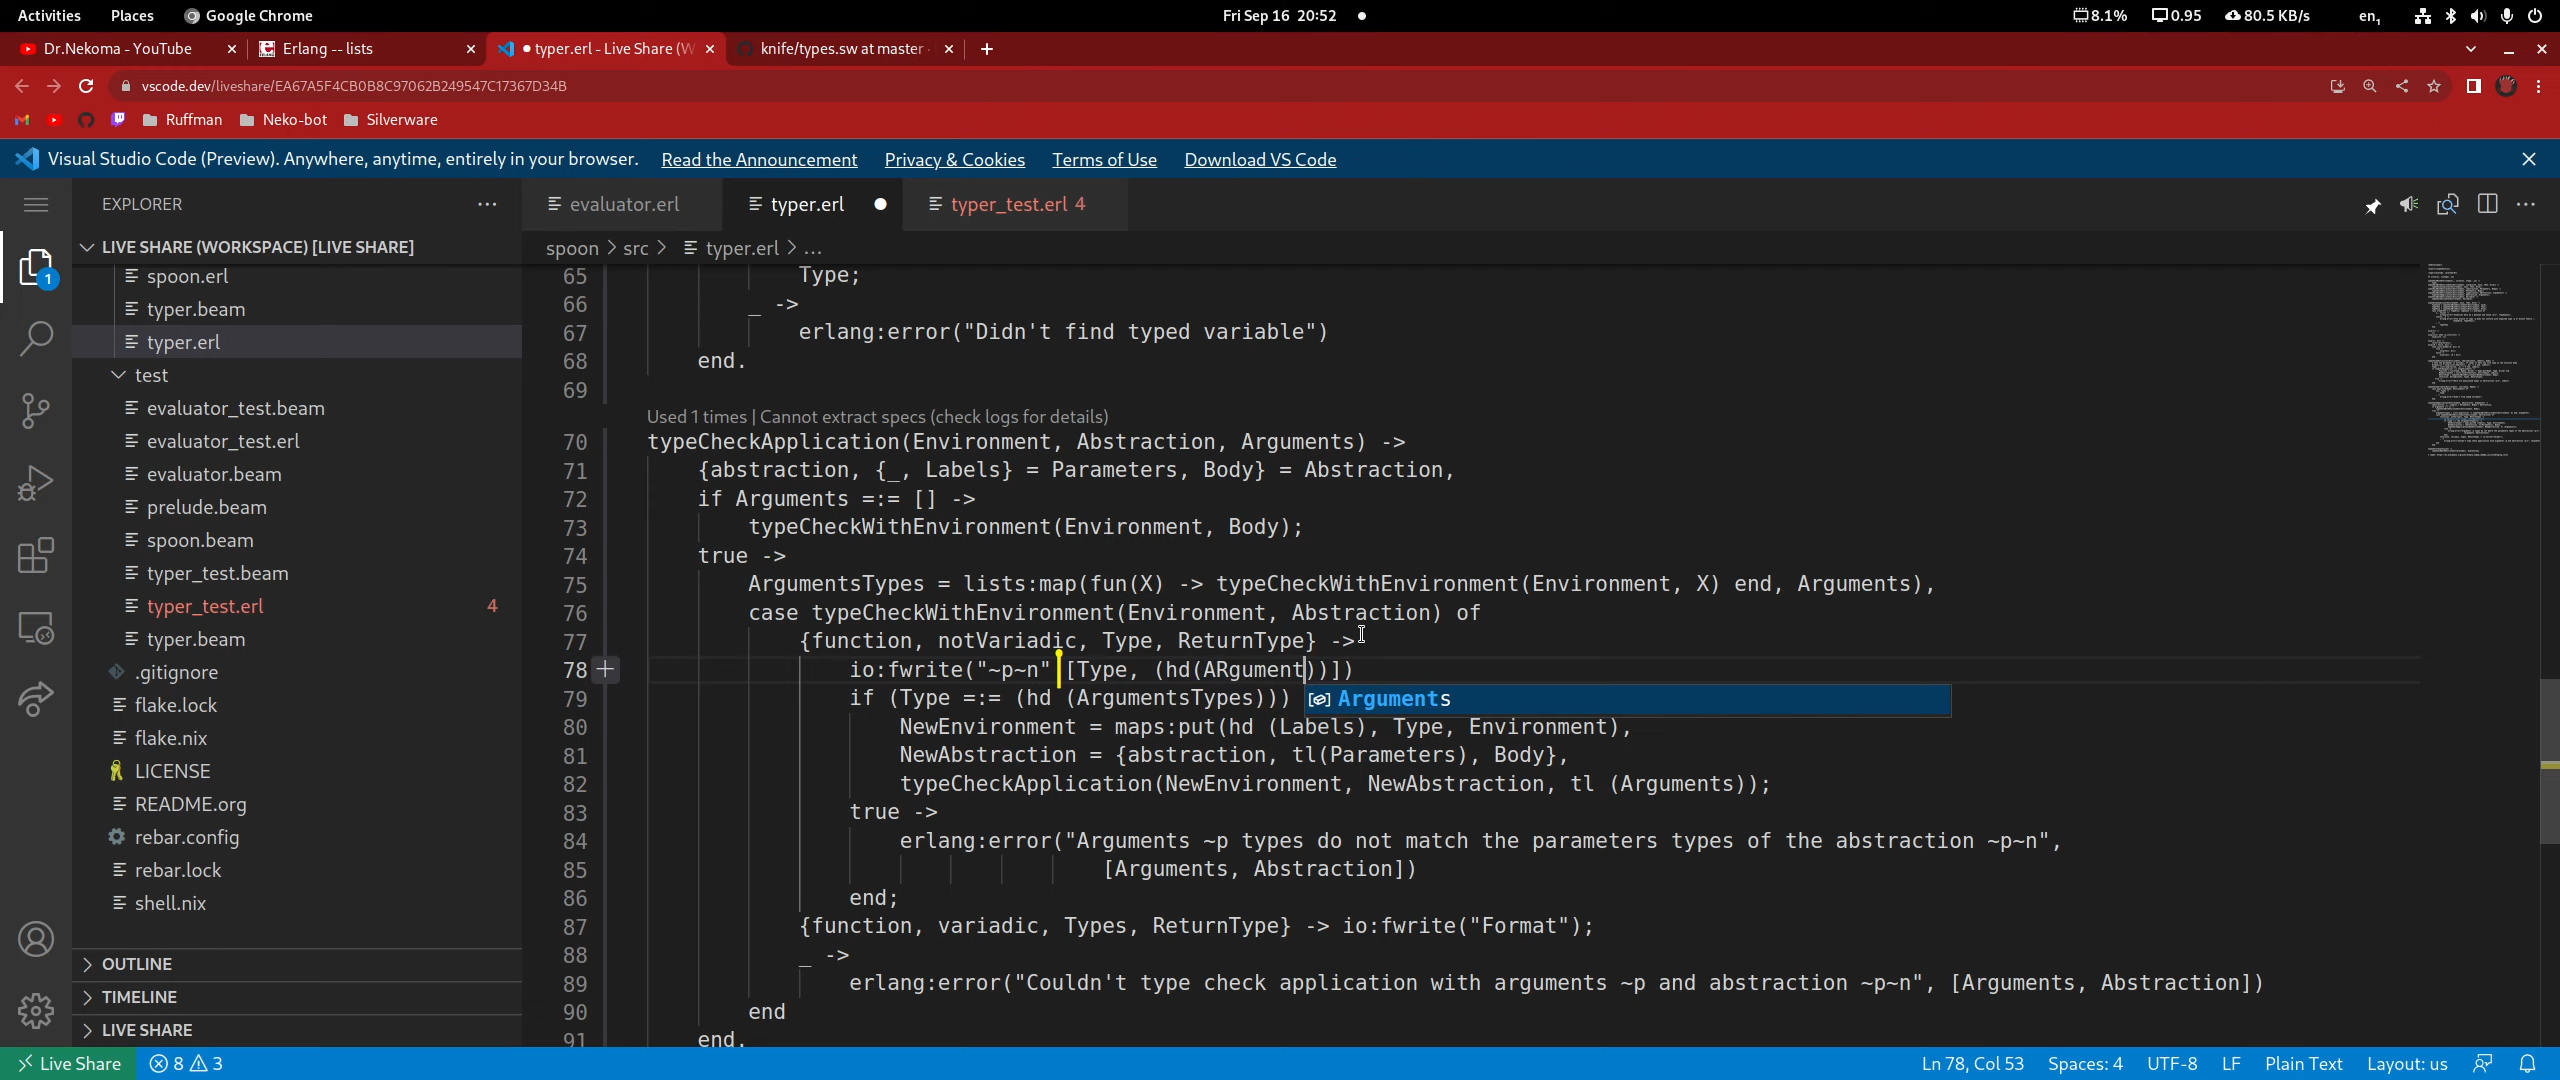 Activities Places Google Chrome Fri Sep 16 20:52 8.1% 0.95 80.5 KB/s en1
Dr.Nekoma - YouTube Erlang -- lists typer.erl - Live Share (W knife/types.sw at master ·
vscode.dev/liveshare/EA67A5F4CB0B8C97062B249547C17367D34B
Ruffman Neko-bot Silverware
Visual Studio Code (Preview). Anywhere, anytime, entirely in your browser. Read the Announcement Privacy & Cookies Terms of Use Download VS Code
EXPLORER
evaluator.erl typer.erl typer_test.erl 4
LIVE SHARE (WORKSPACE) [LIVE SHARE]
spoon > src > typer.erl > ...
1
spoon.erl
typer.beam
typer.erl
test
evaluator_test.beam
evaluator_test.erl
evaluator.beam
prelude.beam
spoon.beam
typer_test.beam
typer_test.erl 4
typer.beam
.gitignore
flake.lock
flake.nix
LICENSE
README.org
rebar.config
rebar.lock
shell.nix
OUTLINE
TIMELINE
LIVE SHARE
65 Type;
66 _ ->
67 erlang:error("Didn't find typed variable")
68 end.
69
Used 1 times | Cannot extract specs (check logs for details)
70 typeCheckApplication(Environment, Abstraction, Arguments) ->
71 {abstraction, {_, Labels} = Parameters, Body} = Abstraction,
72 if Arguments =:= [] ->
73 typeCheckWithEnvironment(Environment, Body);
74 true ->
75 ArgumentsTypes = lists:map(fun(X) -> typeCheckWithEnvironment(Environment, X) end, Arguments),
76 case typeCheckWithEnvironment(Environment, Abstraction) of
77 {function, notVariadic, Type, ReturnType} ->
78 io:fwrite("~p~n" [Type, (hd(ARgument))])
79 if (Type =:= (hd (ArgumentsTypes)))
Arguments
80 NewEnvironment = maps:put(hd (Labels), Type, Environment),
81 NewAbstraction = {abstraction, tl(Parameters), Body},
82 typeCheckApplication(NewEnvironment, NewAbstraction, tl (Arguments));
83 true ->
84 erlang:error("Arguments ~p types do not match the parameters types of the abstraction ~p~n",
85 [Arguments, Abstraction])
86 end;
87 {function, variadic, Types, ReturnType} -> io:fwrite("Format");
88 _ ->
89 erlang:error("Couldn't type check application with arguments ~p and abstraction ~p~n", [Arguments, Abstraction])
90 end
91 end.
Live Share 8 3 Ln 78, Col 53 Spaces: 4 UTF-8 LF Plain Text Layout: us